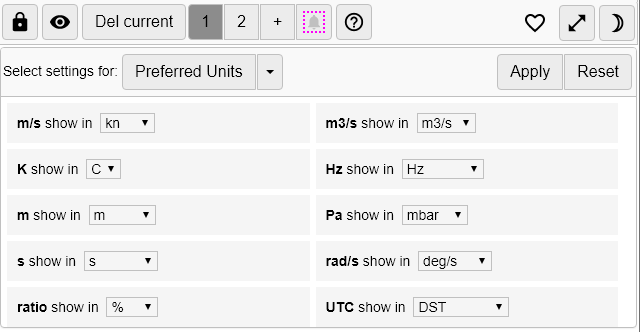 Del current 1 2 + ?
Select settings for: Preferred Units Apply Reset
m/s show in kn m3/s show in m3/s
K show in C Hz show in Hz
m show in m Pa show in mbar
s show in s rad/s show in deg/s
ratio show in % UTC show in DST